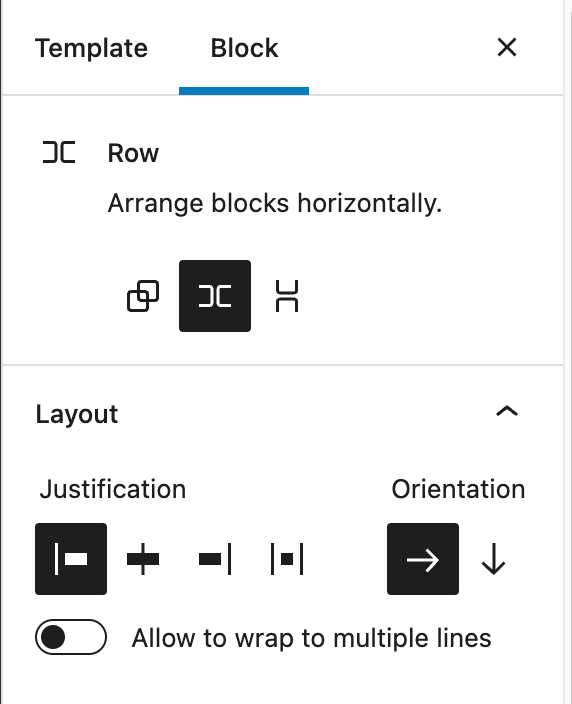 Template Block
Row
Arrange blocks horizontally.
Layout
Justification Orientation
Allow to wrap to multiple lines